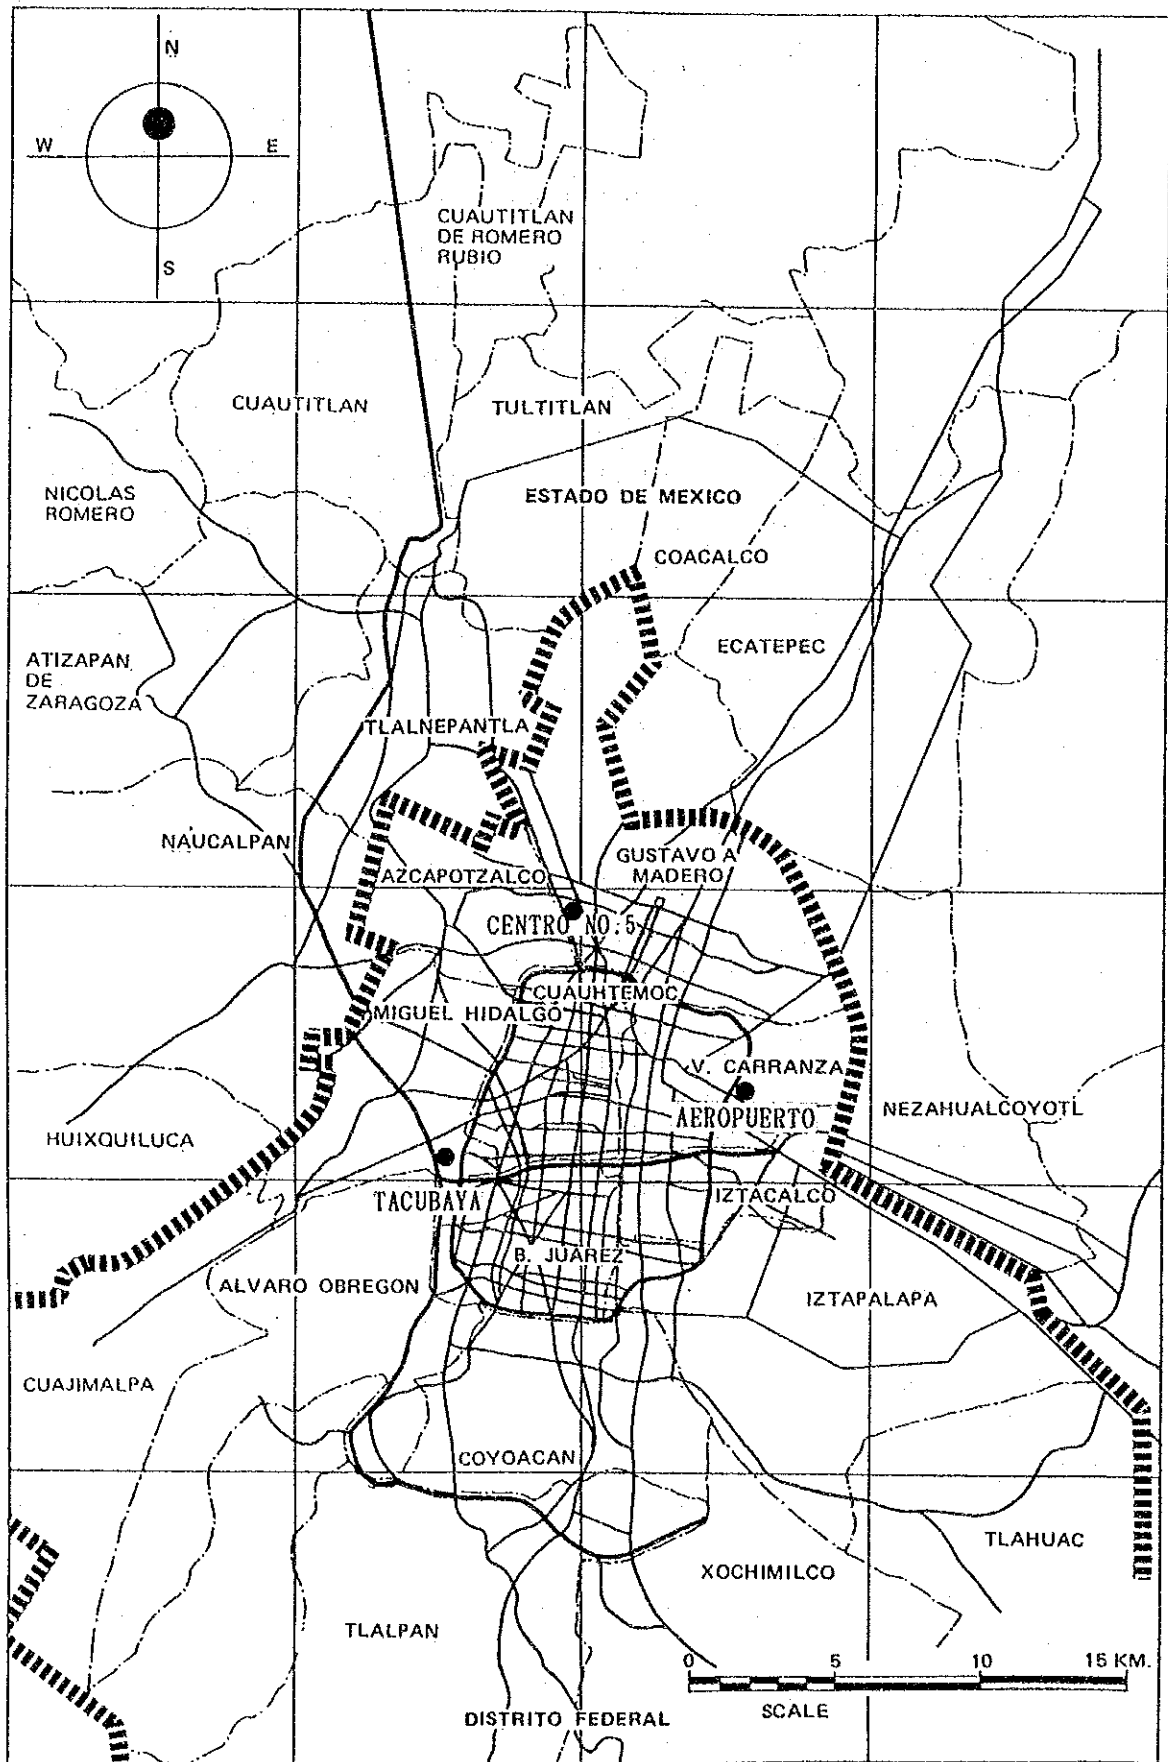 N
W E
S
CUAUTITLAN
DE ROMERO
RUBIO
CUAUTITLAN
TULTITLAN
NICOLAS
ROMERO
ESTADO DE MEXICO
COACALCO
ECATEPEC
ATIZAPAN
DE
ZARAGOZA
TLALNEPANTLA
NAUCALPAN
GUSTAVO A
MADERO
AZCAPOTZALCO
CENTRO NO.5
CUAUHTEMOC
MIGUEL HIDALGO
V. CARRANZA
NEZAHUALCOYOTL
AEROPUERTO
HUIXQUILUCA
TACUBAYA
IZTACALCO
B. JUAREZ
ALVARO OBREGON
IZTAPALAPA
CUAJIMALPA
COYOACAN
TLAHUAC
XOCHIMILCO
TLALPAN
0 5 10 15 KM.
SCALE
DISTRITO FEDERAL